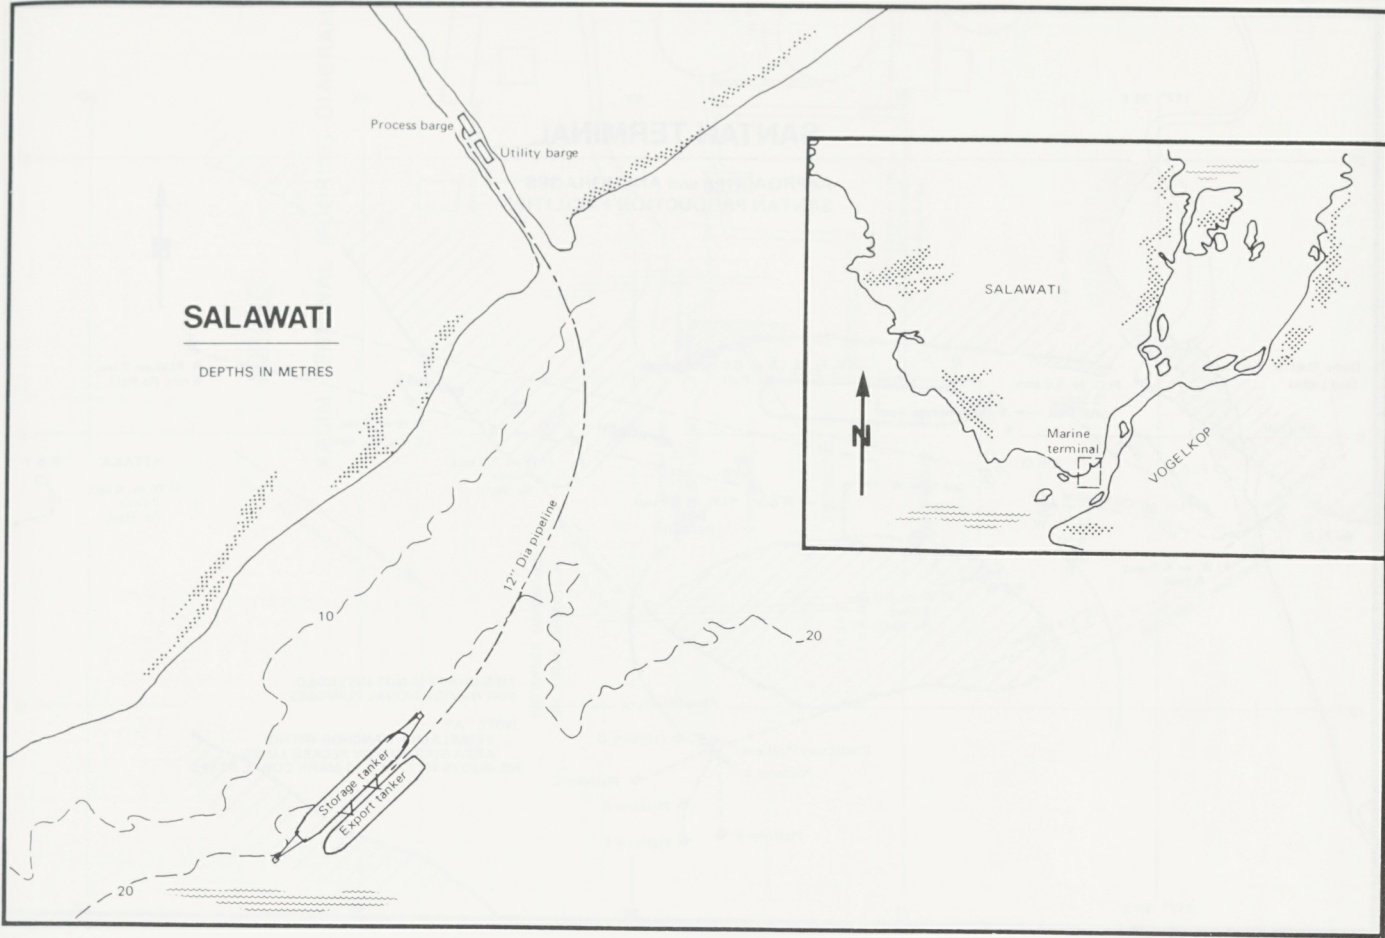 Process barge
Utility barge
SALAWATI
DEPTHS IN METRES
12" Dia pipeline
10
20
Storage tanker
Export tanker
20
SALAWATI
N
Marine
terminal
VOGELKOP